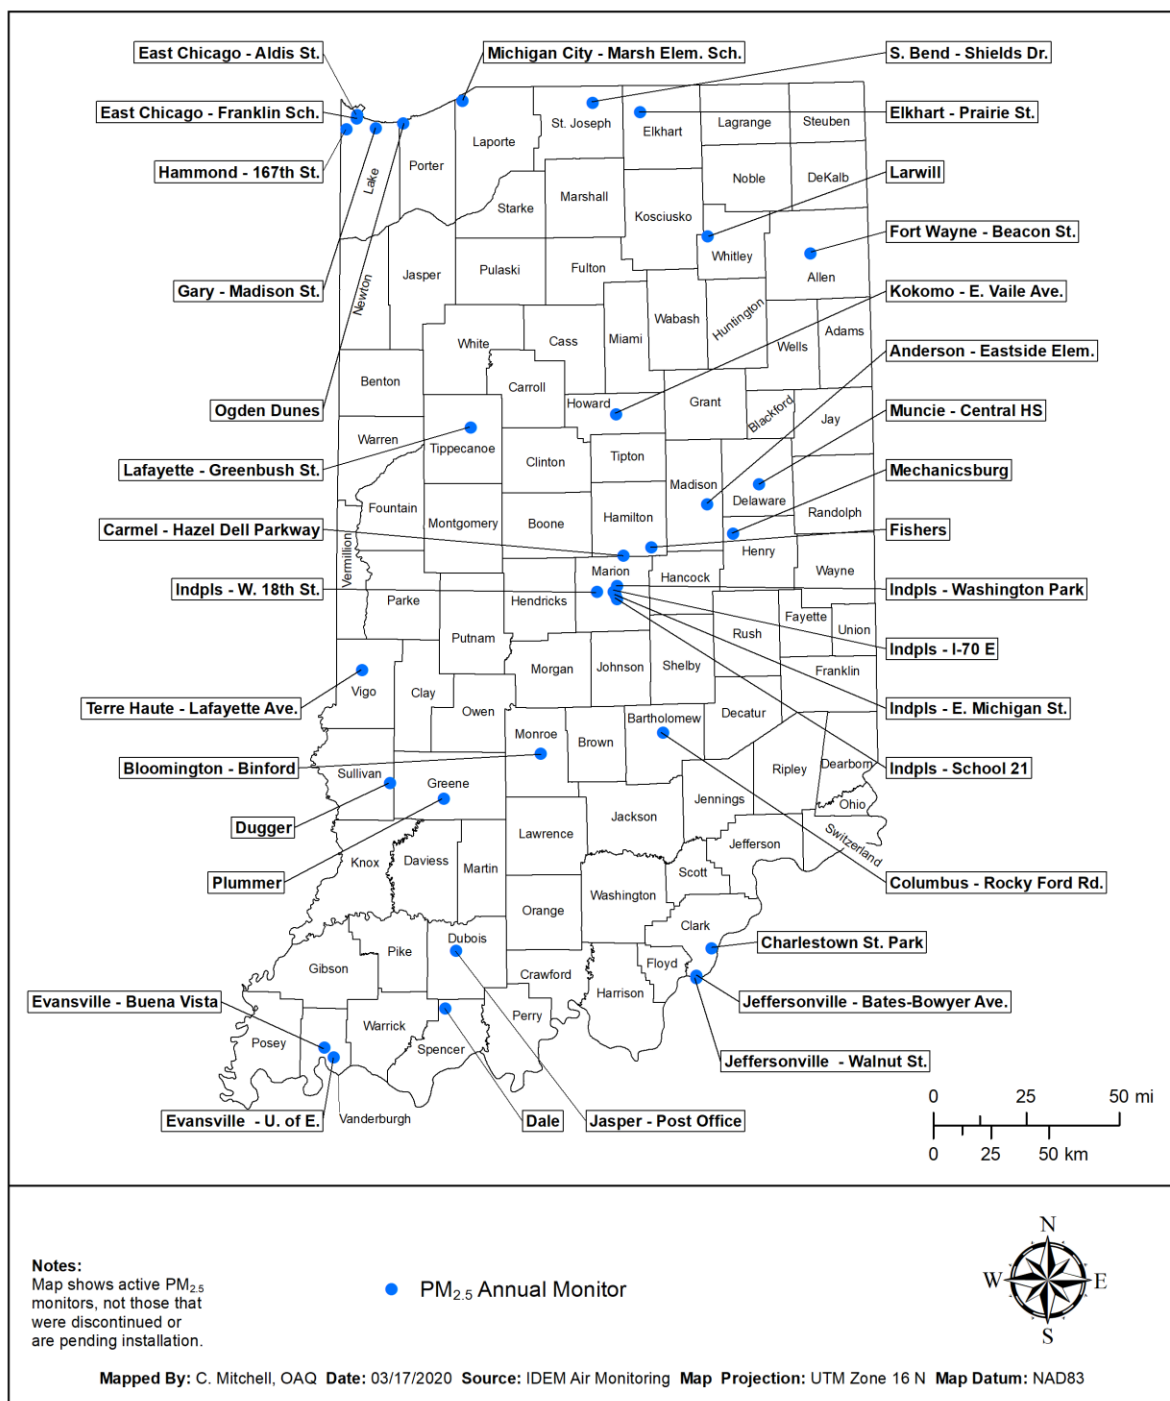 East Chicago - Aldis St.
Michigan City - Marsh Elem. Sch.
S. Bend - Shields Dr.
East Chicago - Franklin Sch.
Elkhart - Prairie St.
Hammond - 167th St.
Larwill
Fort Wayne - Beacon St.
Gary - Madison St.
Kokomo - E. Vaile Ave.
Anderson - Eastside Elem.
Ogden Dunes
Muncie - Central HS
Lafayette - Greenbush St.
Mechanicsburg
Carmel - Hazel Dell Parkway
Fishers
Indpls - W. 18th St.
Indpls - Washington Park
Indpls - I-70 E
Terre Haute - Lafayette Ave.
Indpls - E. Michigan St.
Bloomington - Binford
Indpls - School 21
Dugger
Plummer
Columbus - Rocky Ford Rd.
Charlestown St. Park
Evansville - Buena Vista
Jeffersonville - Bates-Bowyer Ave.
Jeffersonville - Walnut St.
Evansville - U. of E.
Dale
Jasper - Post Office
Lake
Porter
Laporte
St. Joseph
Elkhart
Lagrange
Steuben
Noble
DeKalb
Starke
Marshall
Kosciusko
Whitley
Allen
Newton
Jasper
Pulaski
Fulton
Wabash
Huntington
Miami
Wells
Adams
White
Cass
Benton
Carroll
Howard
Grant
Blackford
Jay
Warren
Tippecanoe
Clinton
Tipton
Madison
Delaware
Randolph
Fountain
Montgomery
Boone
Hamilton
Henry
Vermillion
Marion
Hancock
Wayne
Parke
Hendricks
Fayette
Union
Putnam
Rush
Morgan
Johnson
Shelby
Franklin
Vigo
Clay
Owen
Decatur
Bartholomew
Monroe
Brown
Sullivan
Greene
Ripley
Dearborn
Ohio
Jennings
Jackson
Lawrence
Jefferson
Switzerland
Knox
Daviess
Martin
Scott
Washington
Orange
Clark
Dubois
Pike
Floyd
Gibson
Crawford
Harrison
Perry
Warrick
Posey
Spencer
Vanderburgh
0 25 50 mi
0 25 50 km
Notes:
Map shows active PM2.5
monitors, not those that
were discontinued or
are pending installation.
PM2.5 Annual Monitor
N
W E
S
Mapped By: C. Mitchell, OAQ Date: 03/17/2020 Source: IDEM Air Monitoring Map Projection: UTM Zone 16 N Map Datum: NAD83